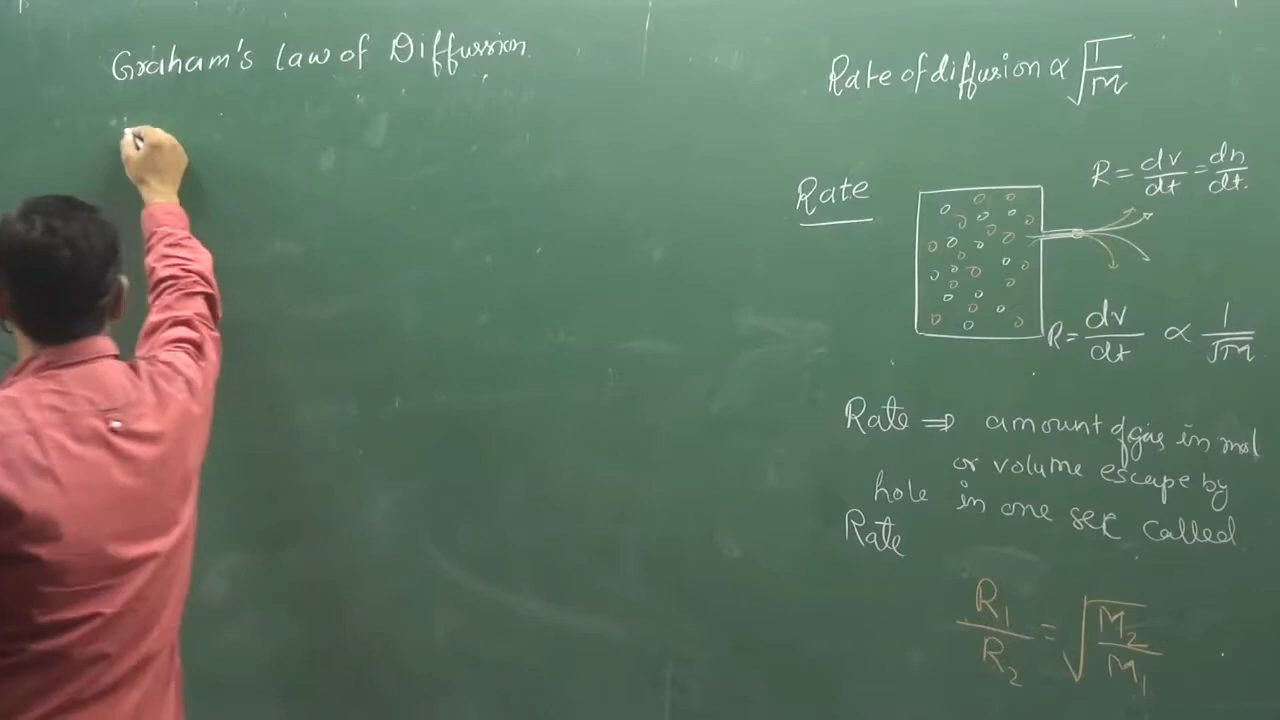 Graham's law of Diffussion
Rate of diffusion ∝ √(1/M)
Rate
R = dv/dt = dn/dt.
R = dv/dt ∝ 1/√M
Rate ⇒ amount of gas in mol
or volume escape by
hole in one sec called
Rate
R₁/R₂ = √(M₂/M₁)